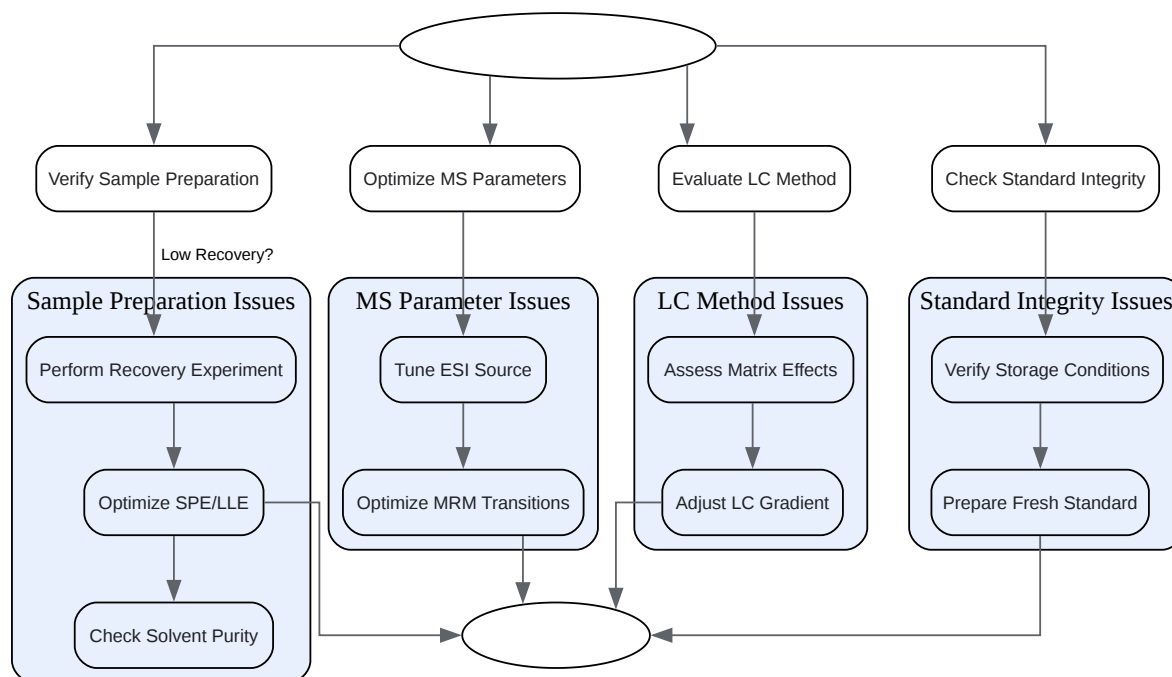 Verify Sample Preparation
Optimize MS Parameters
Evaluate LC Method
Check Standard Integrity
Low Recovery?
Sample Preparation Issues
MS Parameter Issues
LC Method Issues
Standard Integrity Issues
Perform Recovery Experiment
Tune ESI Source
Assess Matrix Effects
Verify Storage Conditions
Optimize SPE/LLE
Optimize MRM Transitions
Adjust LC Gradient
Prepare Fresh Standard
Check Solvent Purity